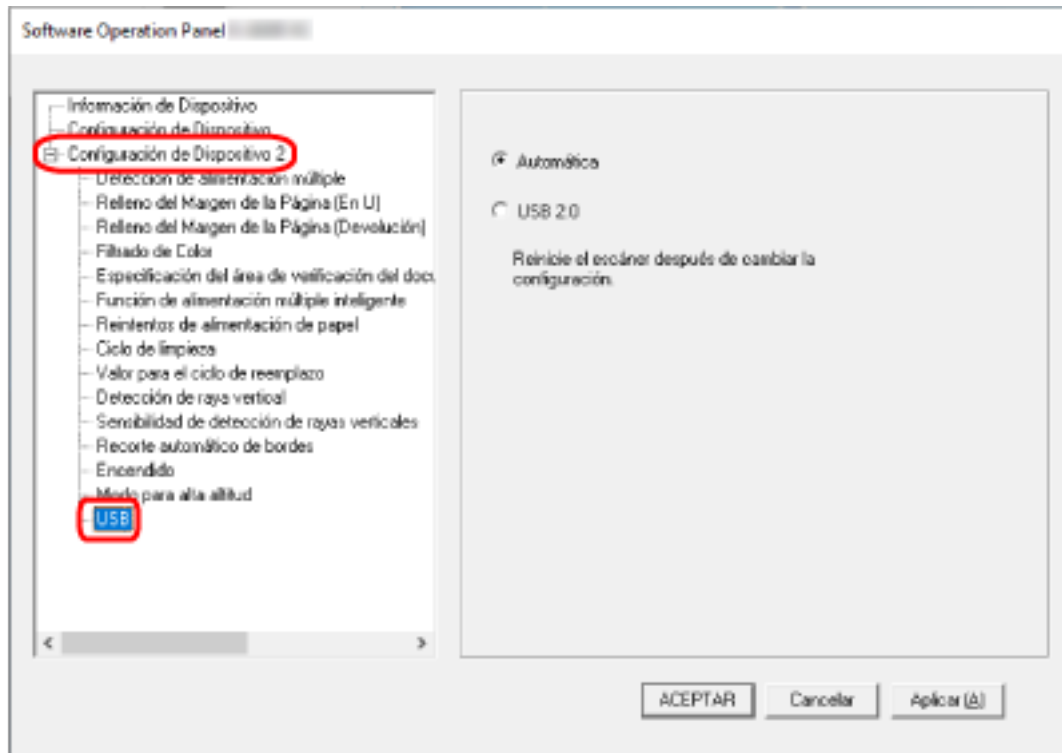 Software Operation Panel
Información de Dispositivo
Configuración de Dispositivo
Configuración de Dispositivo 2
Detección de alimentación múltiple
Relleno del Margen de la Página (En U)
Relleno del Margen de la Página (Devolución)
Filtrado de Color
Especificación del área de verificación del docu
Función de alimentación múltiple inteligente
Reintentos de alimentación de papel
Ciclo de limpieza
Valor para el ciclo de reemplazo
Detección de raya vertical
Sensibilidad de detección de rayas verticales
Recorte automático de bordes
Encendido
Modo para alta altitud
USB
Automática
USB 2.0
Reinicie el escáner después de cambiar la
configuración.
ACEPTAR
Cancelar
Aplicar (A)